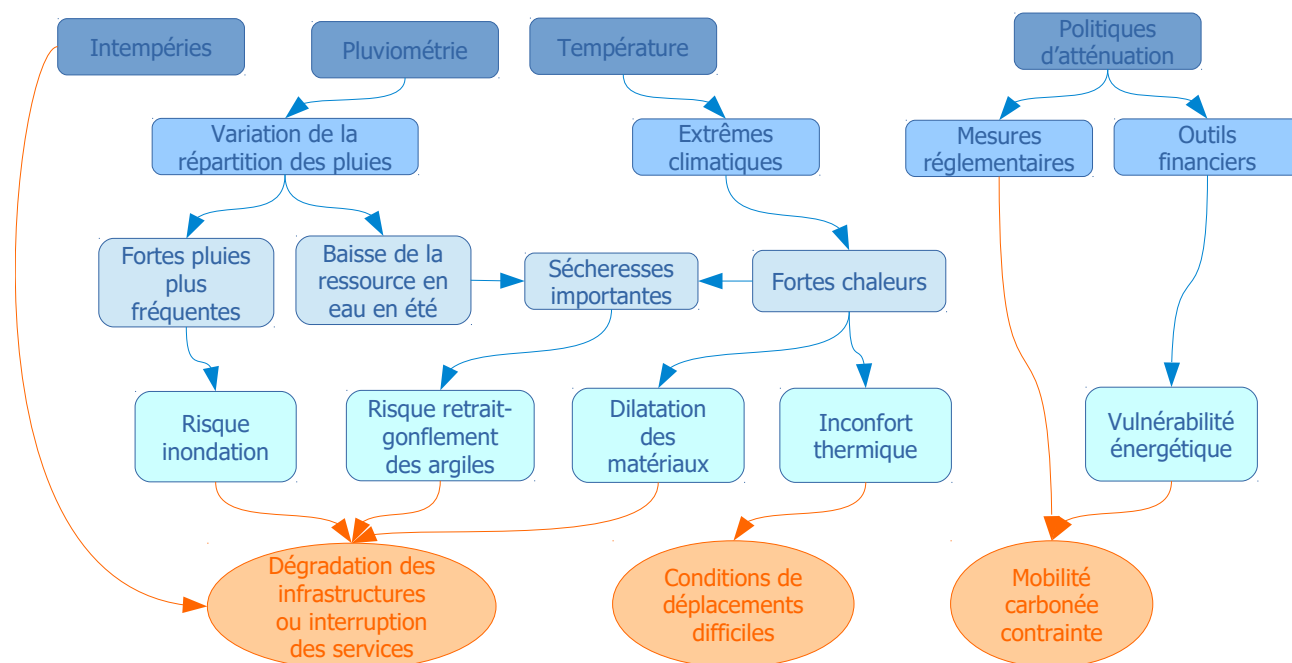 Intempéries
Pluviométrie
Température
Politiques
d'atténuation
Variation de la
répartition des pluies
Extrêmes
climatiques
Mesures
réglementaires
Outils
financiers
Fortes pluies
plus
fréquentes
Baisse de la
ressource en
eau en été
Sécheresses
importantes
Fortes chaleurs
Risque
inondation
Risque retrait-
gonflement
des argiles
Dilatation
des
matériaux
Inconfort
thermique
Vulnérabilité
énergétique
Dégradation des
infrastructures
ou interruption
des services
Conditions de
déplacements
difficiles
Mobilité
carbonée
contrainte